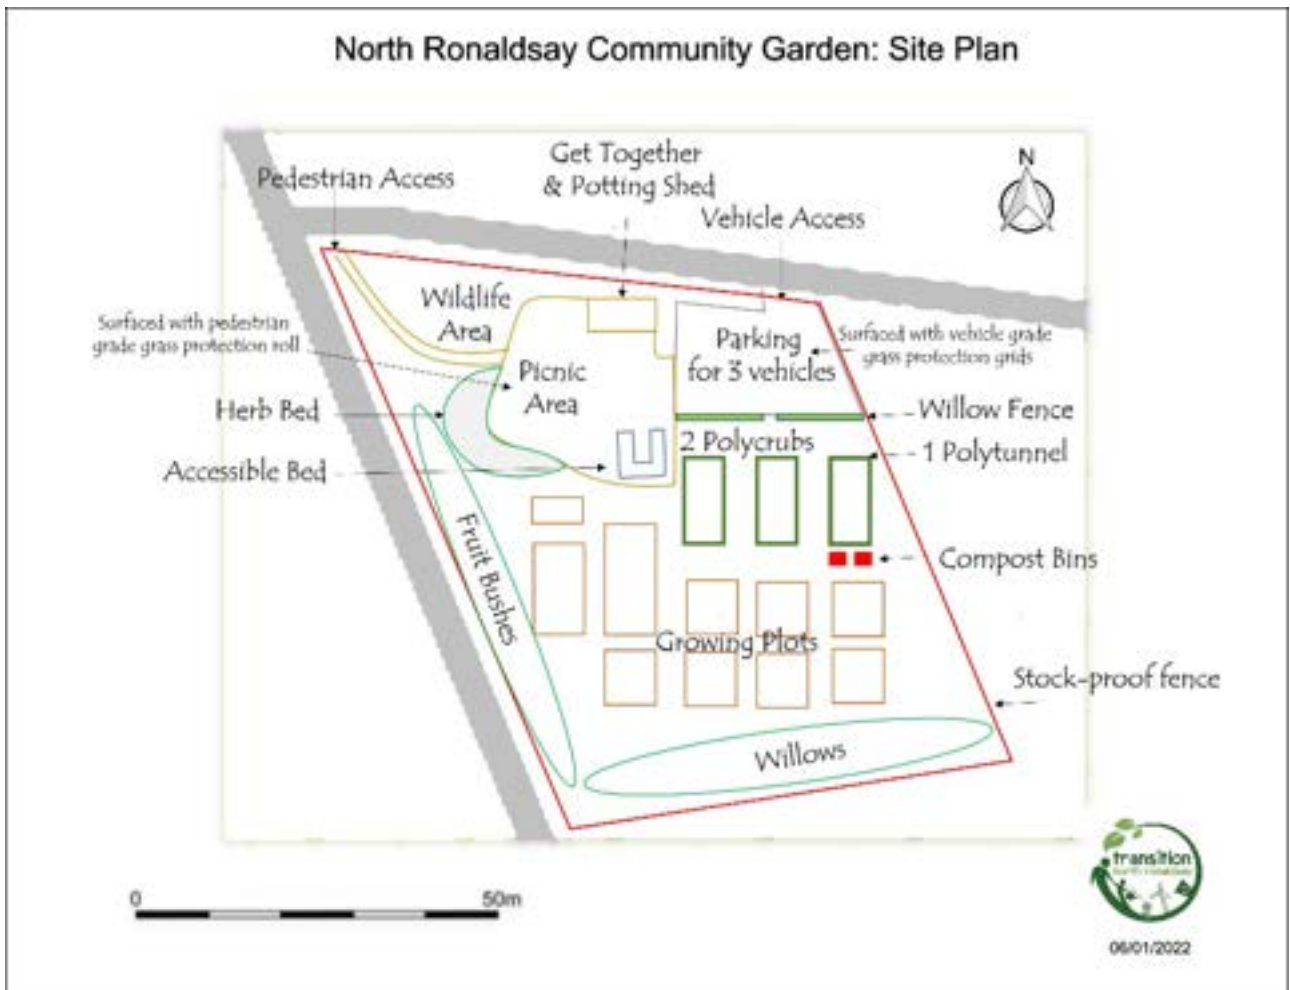 North Ronaldsay Community Garden: Site Plan
Get Together
& Potting Shed
Pedestrian Access
N
Vehicle Access
Wildlife
Area
Surfaced with pedestrian
grade grass protection roll
Parking
for 3 vehicles
Surfaced with vehicle grade
grass protection grids
Picnic
Area
Herb Bed
Willow Fence
2 Polycrubs
1 Polytunnel
Accessible Bed
Fruit Bushes
Compost Bins
Growing Plots
Stock-proof fence
Willows
transition
north ronaldsay
0
50m
06/01/2022